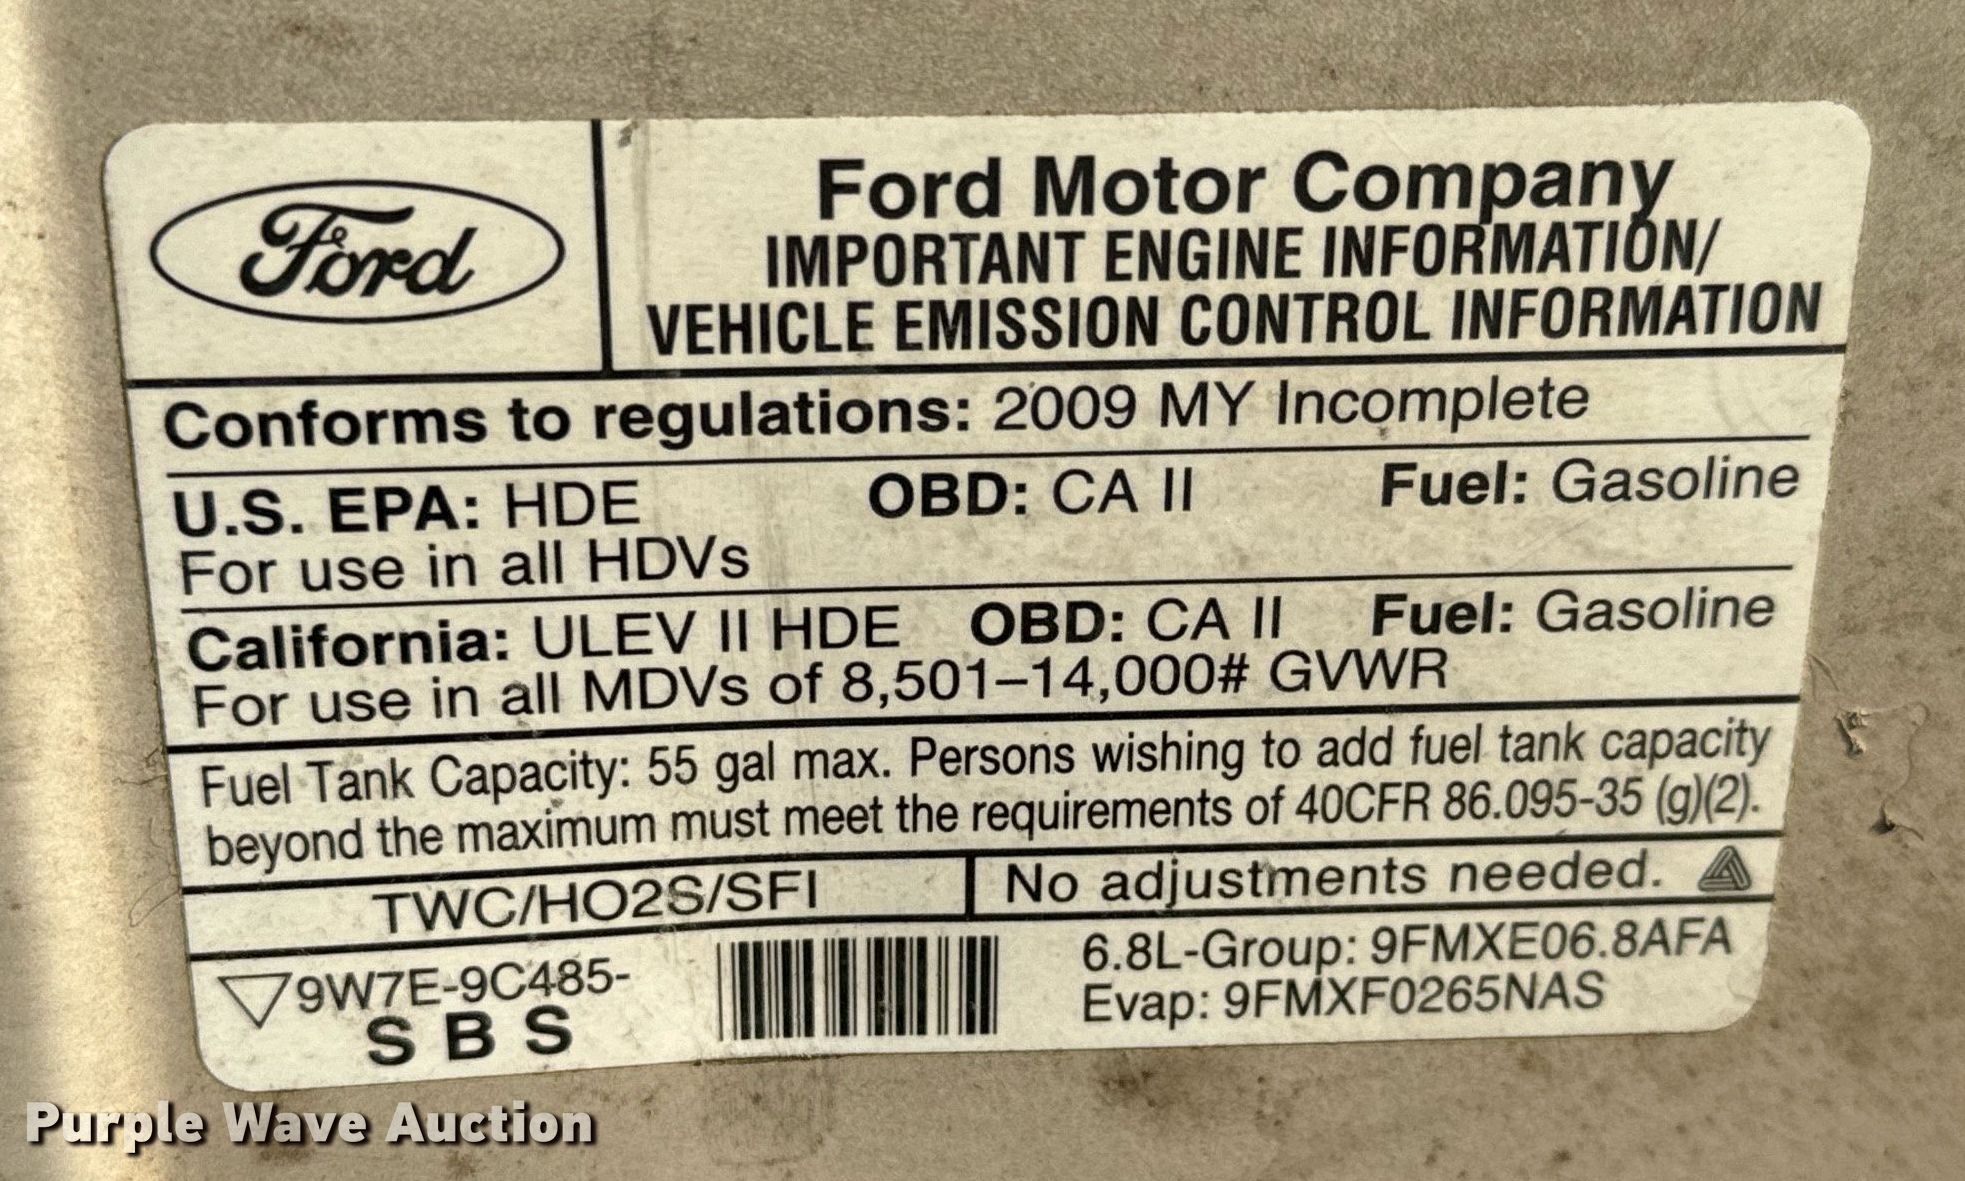 Ford
Ford Motor Company
IMPORTANT ENGINE INFORMATION/
VEHICLE EMISSION CONTROL INFORMATION
Conforms to regulations: 2009 MY Incomplete
U.S. EPA: HDE OBD: CA II Fuel: Gasoline
For use in all HDVs
California: ULEV II HDE OBD: CA II Fuel: Gasoline
For use in all MDVs of 8,501–14,000# GVWR
Fuel Tank Capacity: 55 gal max. Persons wishing to add fuel tank capacity
beyond the maximum must meet the requirements of 40CFR 86.095-35 (g)(2).
TWC/HO2S/SFI
No adjustments needed.
9W7E-9C485-
S B S
6.8L-Group: 9FMXE06.8AFA
Evap: 9FMXF0265NAS
Purple Wave Auction